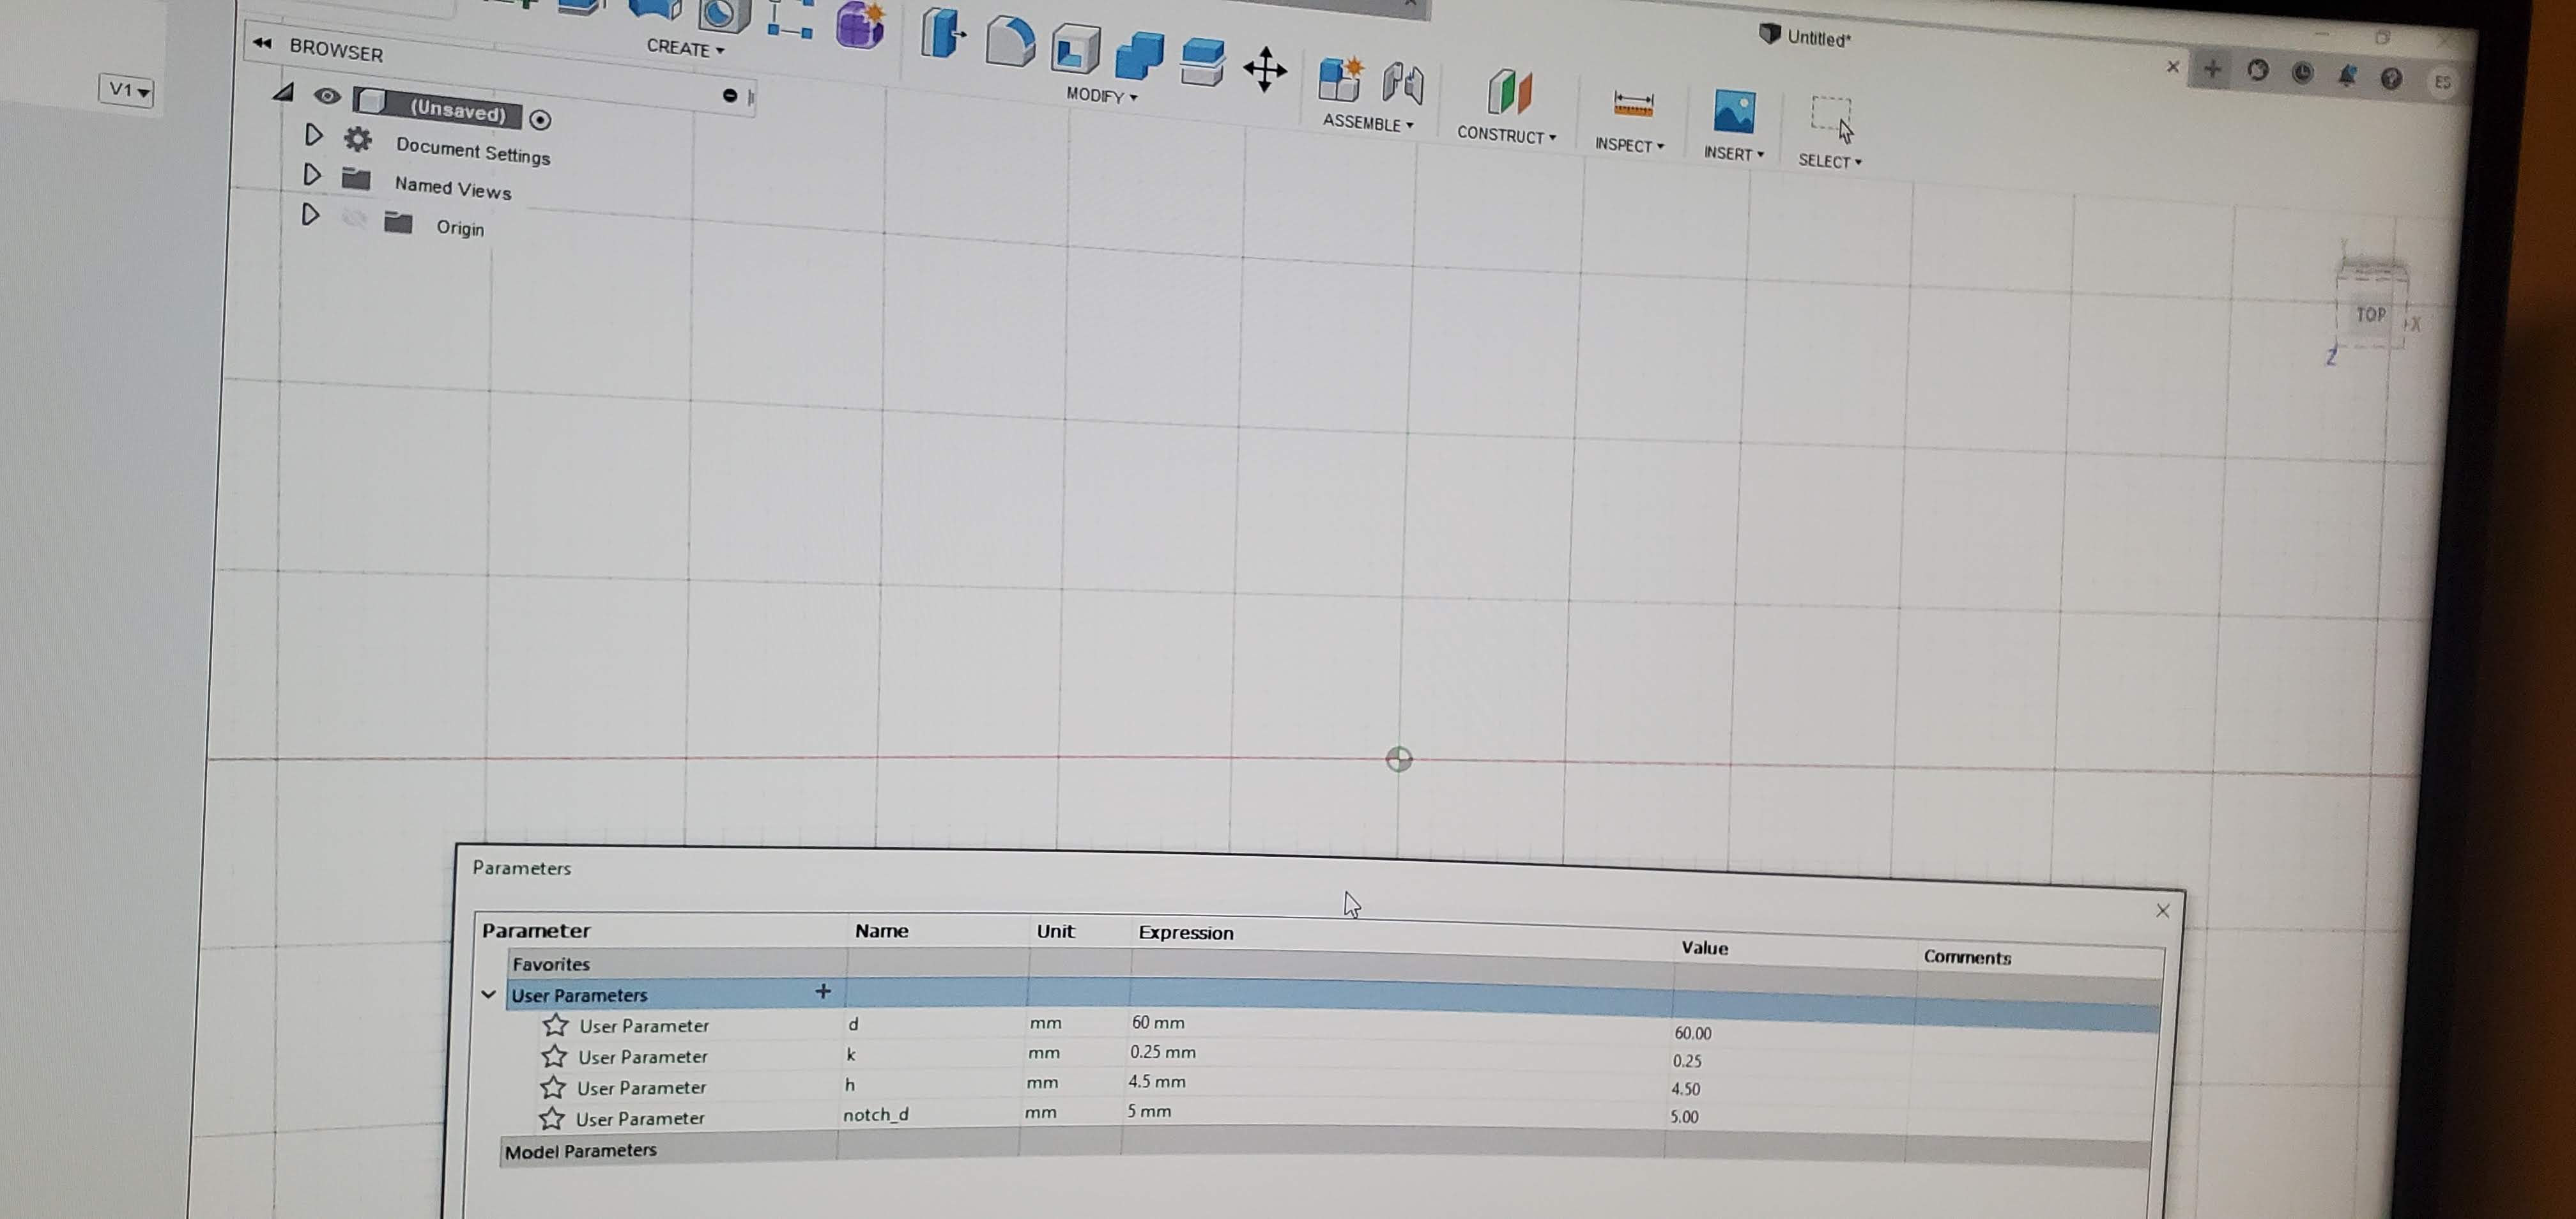 Untitled*
ES
V1
BROWSER
CREATE
MODIFY
ASSEMBLE
CONSTRUCT
INSPECT
INSERT
SELECT
(Unsaved)
Document Settings
Named Views
Origin
TOP
X
Z
Parameters
Parameter Name Unit Expression Value Comments
Favorites
User Parameters +
User Parameter d mm 60 mm 60.00
User Parameter k mm 0.25 mm 0.25
User Parameter h mm 4.5 mm 4.50
User Parameter notch_d mm 5 mm 5.00
Model Parameters